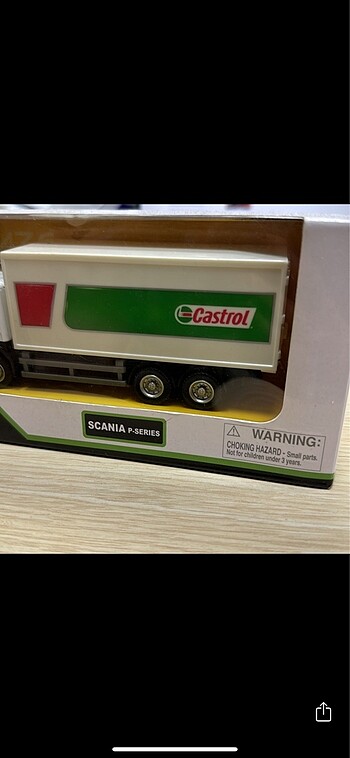 Castrol
SCANIA P-SERIES
WARNING:
CHOKING HAZARD - Small parts.
Not for children under 3 years.